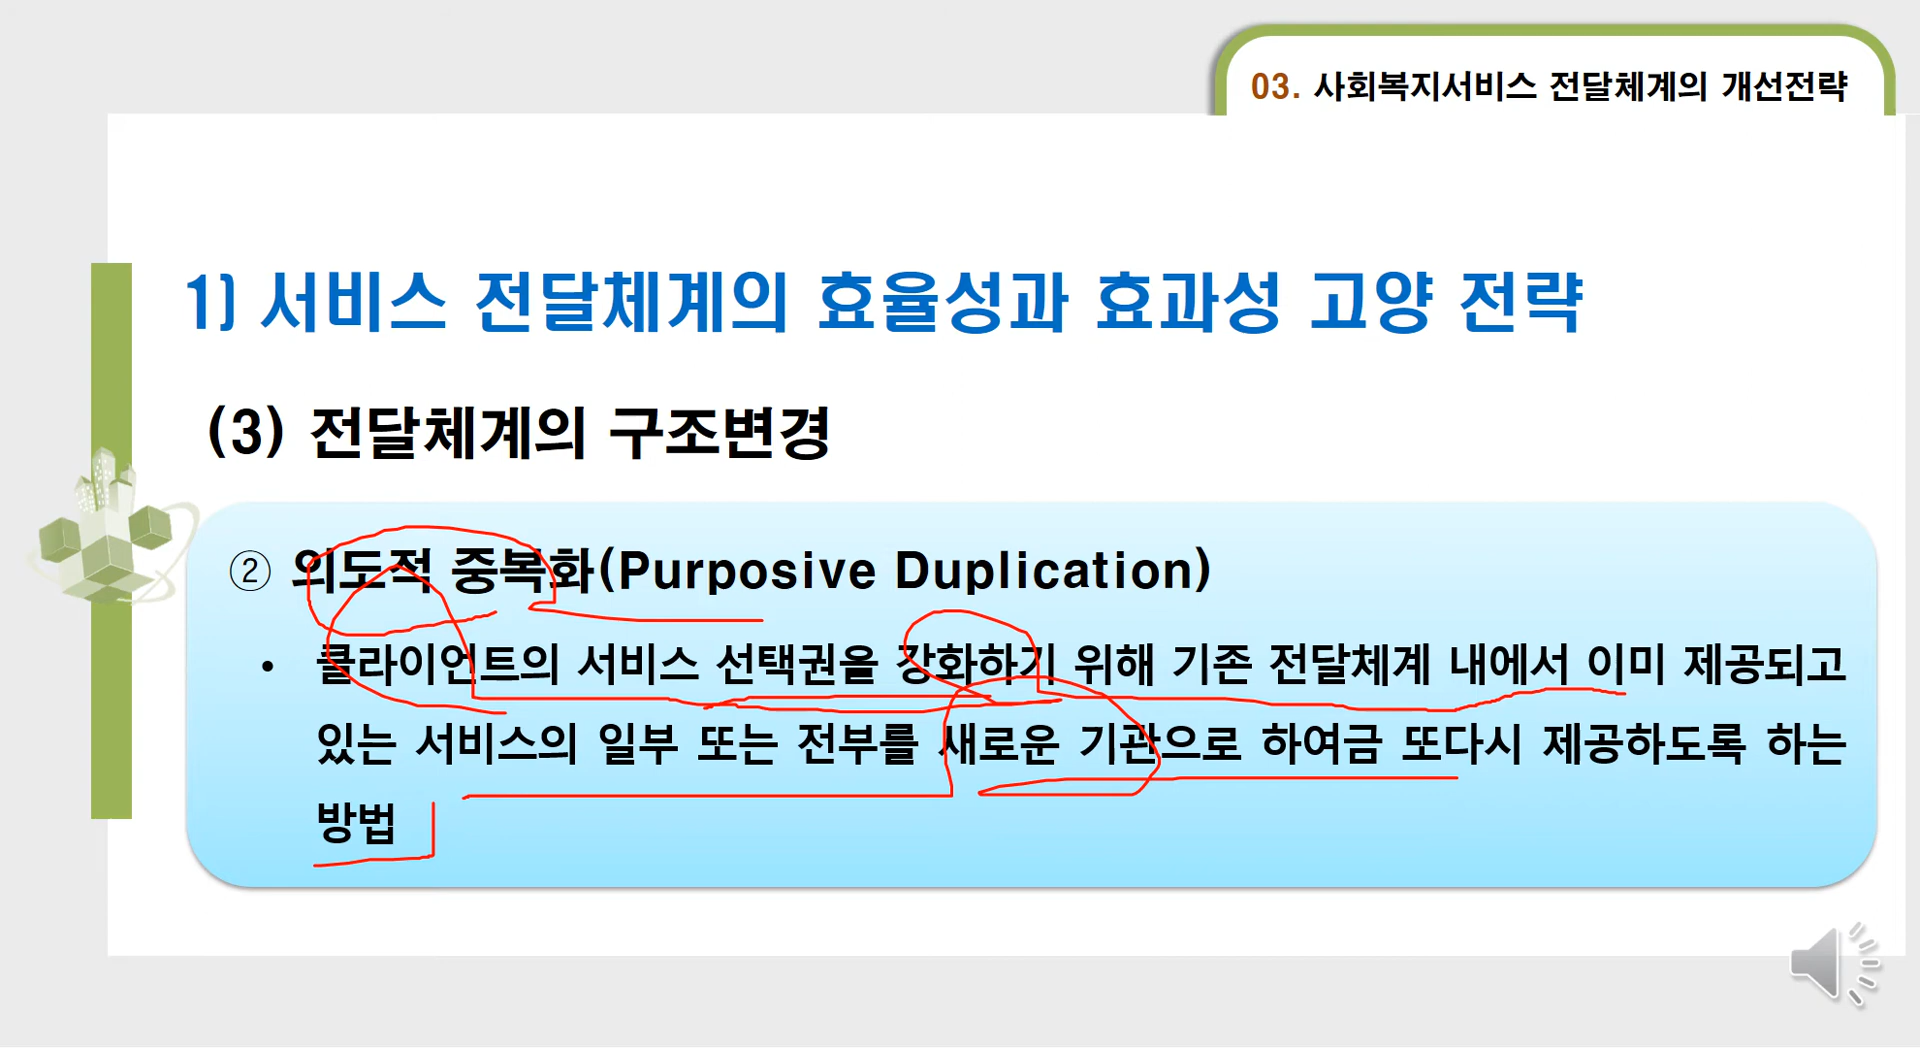 03. 사회복지서비스 전달체계의 개선전략
1) 서비스 전달체계의 효율성과 효과성 고양 전략
(3) 전달체계의 구조변경
② 의도적 중복화(Purposive Duplication)
• 클라이언트의 서비스 선택권을 강화하기 위해 기존 전달체계 내에서 이미 제공되고
있는 서비스의 일부 또는 전부를 새로운 기관으로 하여금 또다시 제공하도록 하는
방법